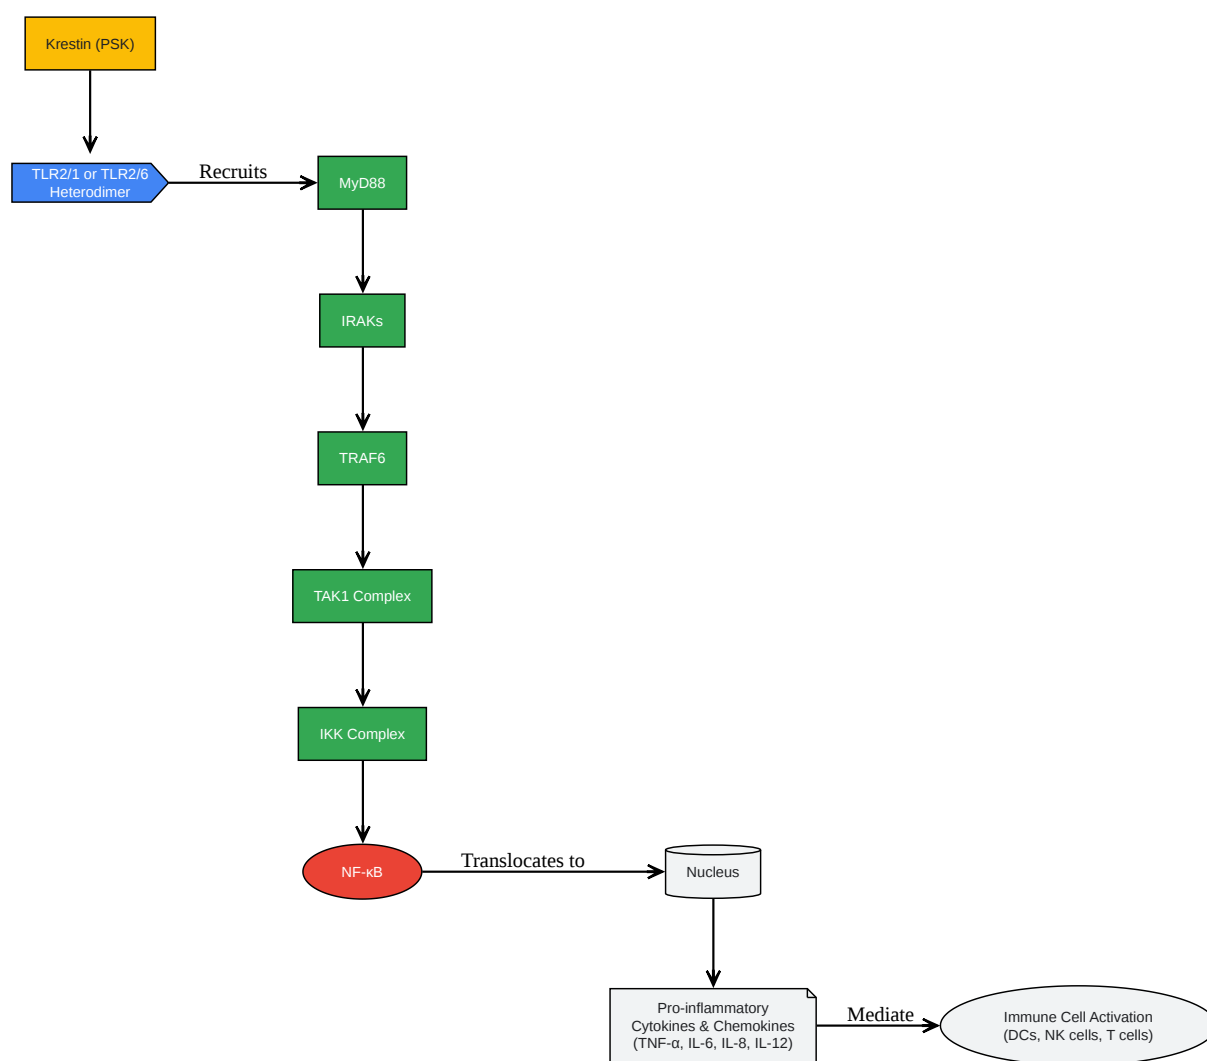 Krestin (PSK)
TLR2/1 or TLR2/6
Heterodimer
Recruits
MyD88
IRAKs
TRAF6
TAK1 Complex
IKK Complex
NF-κB
Translocates to
Nucleus
Pro-inflammatory
Cytokines & Chemokines
(TNF-α, IL-6, IL-8, IL-12)
Mediate
Immune Cell Activation
(DCs, NK cells, T cells)